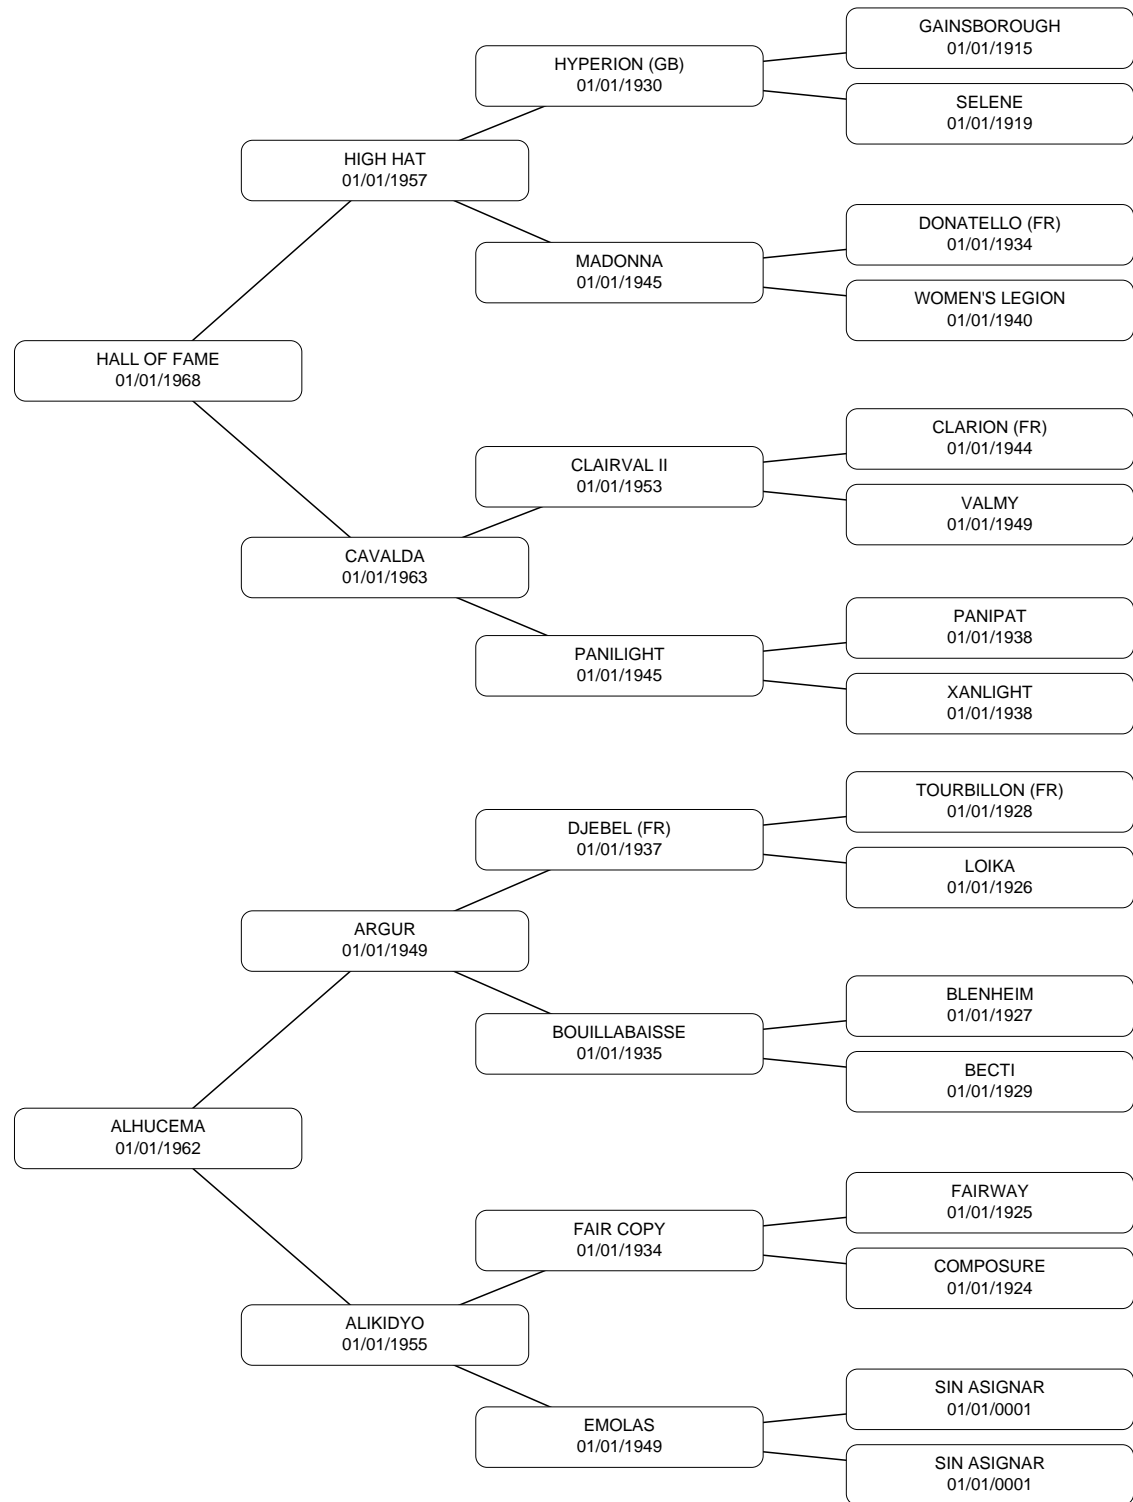 GAINSBOROUGH
01/01/1915
HYPERION (GB)
01/01/1930
SELENE
01/01/1919
HIGH HAT
01/01/1957
DONATELLO (FR)
01/01/1934
MADONNA
01/01/1945
WOMEN'S LEGION
01/01/1940
HALL OF FAME
01/01/1968
CLARION (FR)
01/01/1944
CLAIRVAL II
01/01/1953
VALMY
01/01/1949
CAVALDA
01/01/1963
PANIPAT
01/01/1938
PANILIGHT
01/01/1945
XANLIGHT
01/01/1938
TOURBILLON (FR)
01/01/1928
DJEBEL (FR)
01/01/1937
LOIKA
01/01/1926
ARGUR
01/01/1949
BLENHEIM
01/01/1927
BOUILLABAISSE
01/01/1935
BECTI
01/01/1929
ALHUCEMA
01/01/1962
FAIRWAY
01/01/1925
FAIR COPY
01/01/1934
COMPOSURE
01/01/1924
ALIKIDYO
01/01/1955
SIN ASIGNAR
01/01/0001
EMOLAS
01/01/1949
SIN ASIGNAR
01/01/0001